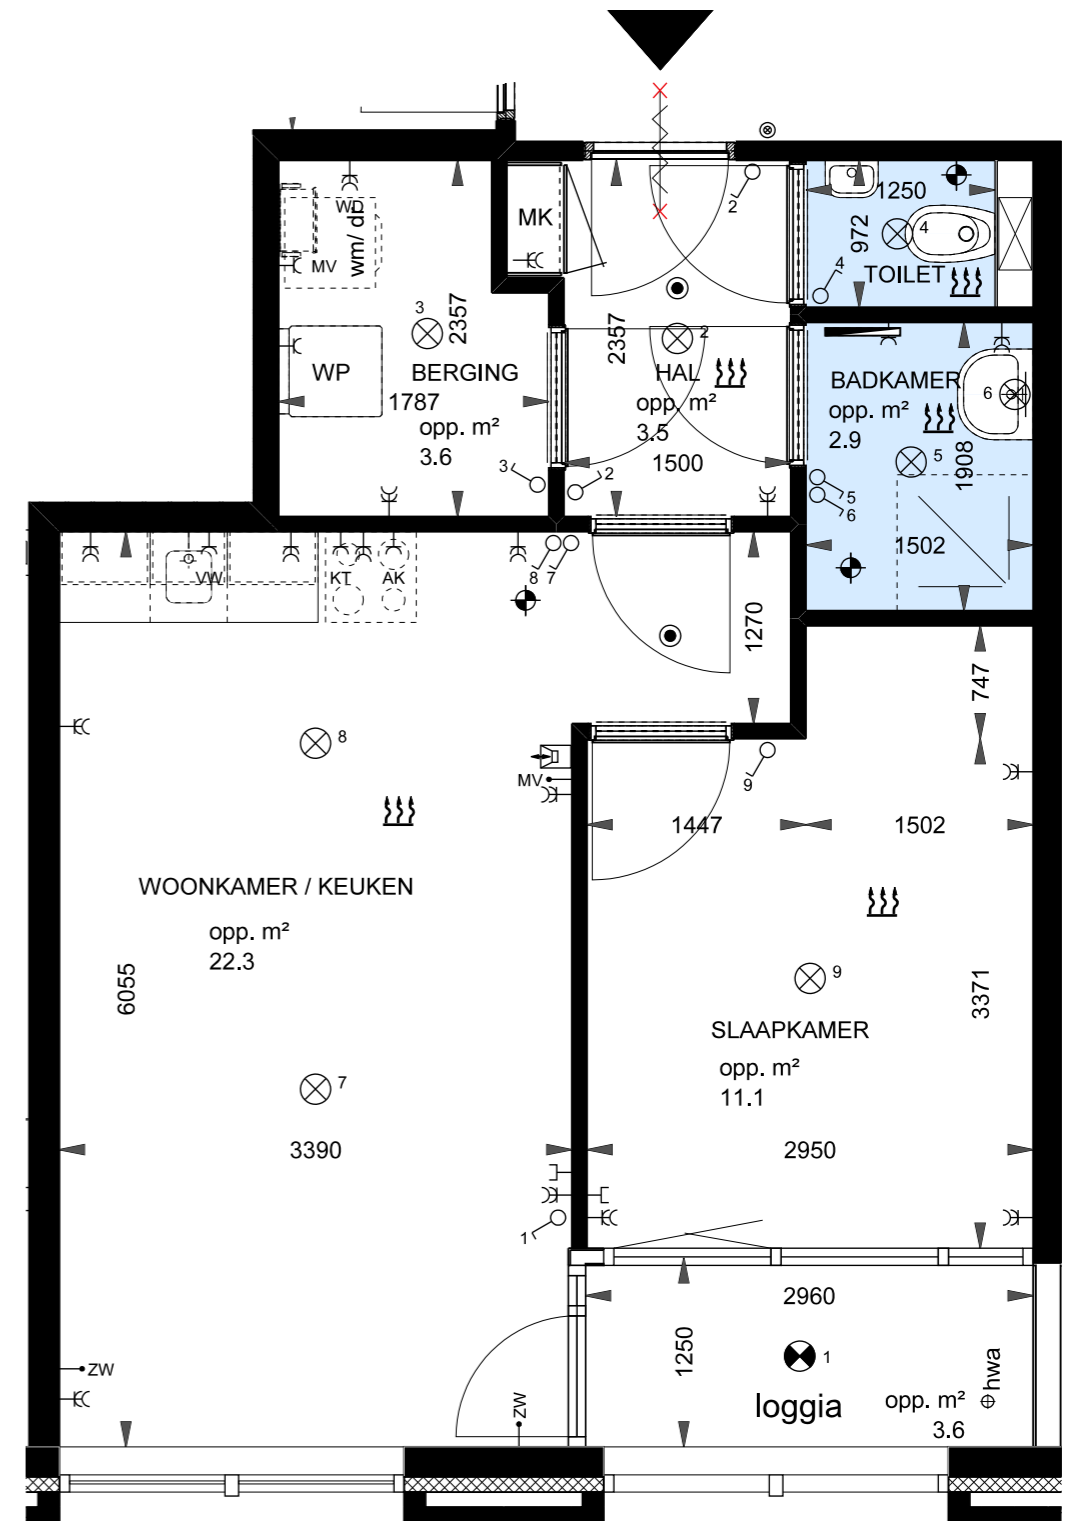 MK
2
1250
972
4
TOILET
4
WD
wm/ dr
MV
3
2357
WP
BERGING
1787
opp. m²
3.6
3
2357
2
HAL
opp. m²
3.5
1500
2
BADKAMER
opp. m²
2.9
6
1908
5
5
6
1502
VW
KT
AK
8
7
1270
747
8
MV
9
1447
1502
WOONKAMER / KEUKEN
opp. m²
22.3
6055
9
3371
SLAAPKAMER
opp. m²
11.1
7
3390
2950
1
2960
1250
1
loggia
opp. m²
3.6
hwa
ZW
ZW